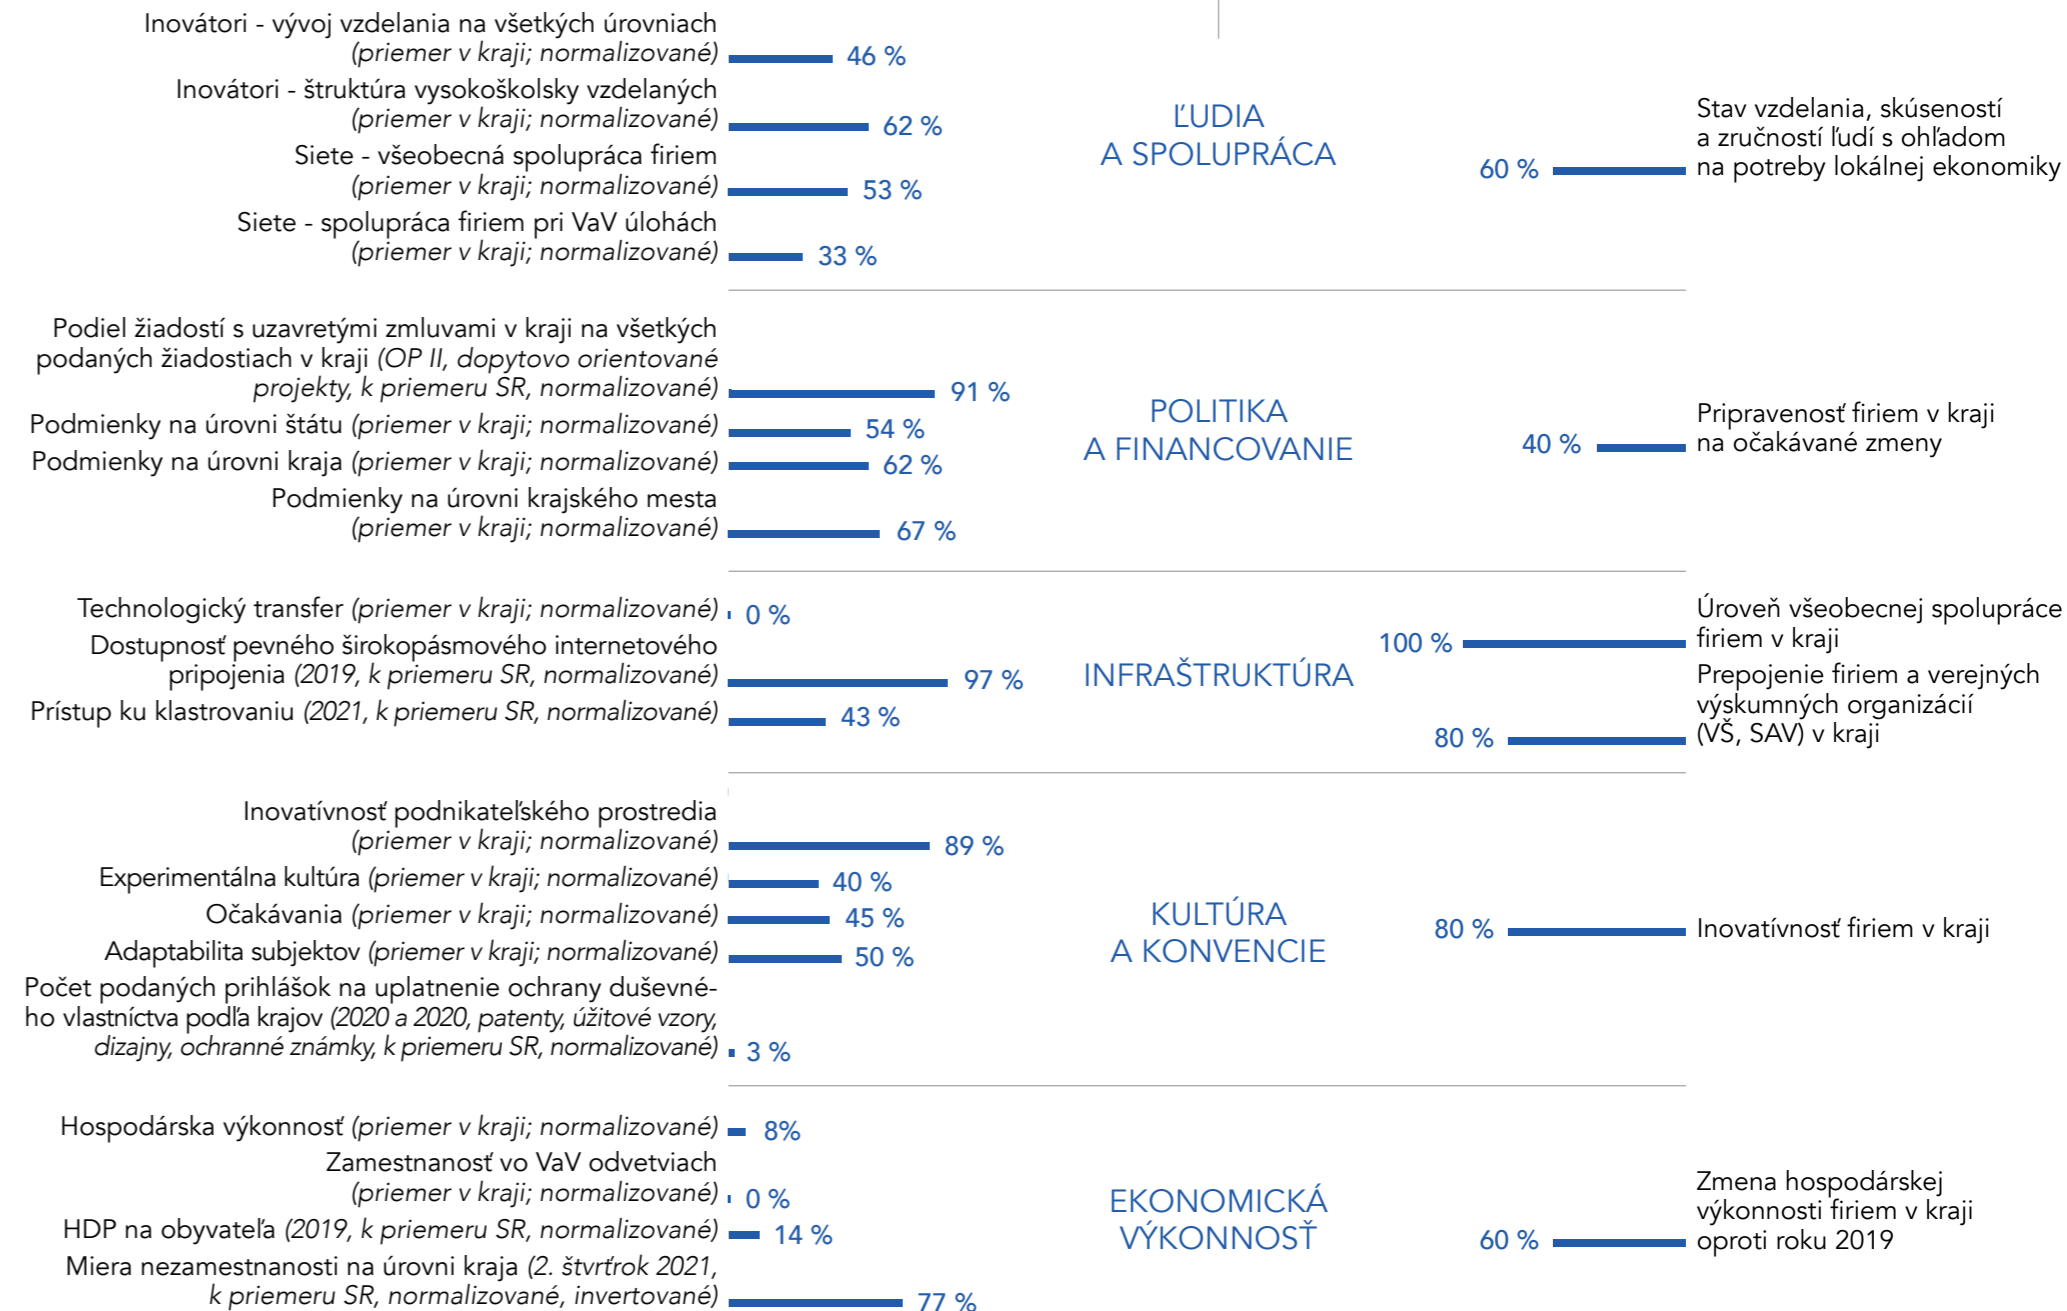 Inovátori - vývoj vzdelania na všetkých úrovniach
(priemer v kraji; normalizované) 46 %
Inovátori - štruktúra vysokoškolsky vzdelaných
(priemer v kraji; normalizované) 62 %
Siete - všeobecná spolupráca firiem
(priemer v kraji; normalizované) 53 %
Siete - spolupráca firiem pri VaV úlohách
(priemer v kraji; normalizované) 33 %
ĽUDIA
A SPOLUPRÁCA
Stav vzdelania, skúseností
a zručností ľudí s ohľadom
60 % na potreby lokálnej ekonomiky
Podiel žiadostí s uzavretými zmluvami v kraji na všetkých
podaných žiadostiach v kraji (OP II, dopytovo orientované
projekty, k priemeru SR, normalizované) 91 %
Podmienky na úrovni štátu (priemer v kraji; normalizované) 54 %
Podmienky na úrovni kraja (priemer v kraji; normalizované) 62 %
Podmienky na úrovni krajského mesta
(priemer v kraji; normalizované) 67 %
POLITIKA
A FINANCOVANIE
Pripravenosť firiem v kraji
40 % na očakávané zmeny
Technologický transfer (priemer v kraji; normalizované) 0 %
Dostupnosť pevného širokopásmového internetového
pripojenia (2019, k priemeru SR, normalizované) 97 %
Prístup ku klastrovaniu (2021, k priemeru SR, normalizované) 43 %
INFRAŠTRUKTÚRA
Úroveň všeobecnej spolupráce
100 % firiem v kraji
Prepojenie firiem a verejných
výskumných organizácií
80 % (VŠ, SAV) v kraji
Inovatívnosť podnikateľského prostredia
(priemer v kraji; normalizované) 89 %
Experimentálna kultúra (priemer v kraji; normalizované) 40 %
Očakávania (priemer v kraji; normalizované) 45 %
Adaptabilita subjektov (priemer v kraji; normalizované) 50 %
Počet podaných prihlášok na uplatnenie ochrany duševné-
ho vlastníctva podľa krajov (2020 a 2020, patenty, úžitové vzory,
dizajny, ochranné známky, k priemeru SR, normalizované) 3 %
KULTÚRA
A KONVENCIE
80 % Inovatívnosť firiem v kraji
Hospodárska výkonnosť (priemer v kraji; normalizované) 8%
Zamestnanosť vo VaV odvetviach
(priemer v kraji; normalizované) 0 %
HDP na obyvateľa (2019, k priemeru SR, normalizované) 14 %
Miera nezamestnanosti na úrovni kraja (2. štvrťrok 2021,
k priemeru SR, normalizované, invertované) 77 %
EKONOMICKÁ
VÝKONNOSŤ
Zmena hospodárskej
výkonnosti firiem v kraji
60 % oproti roku 2019